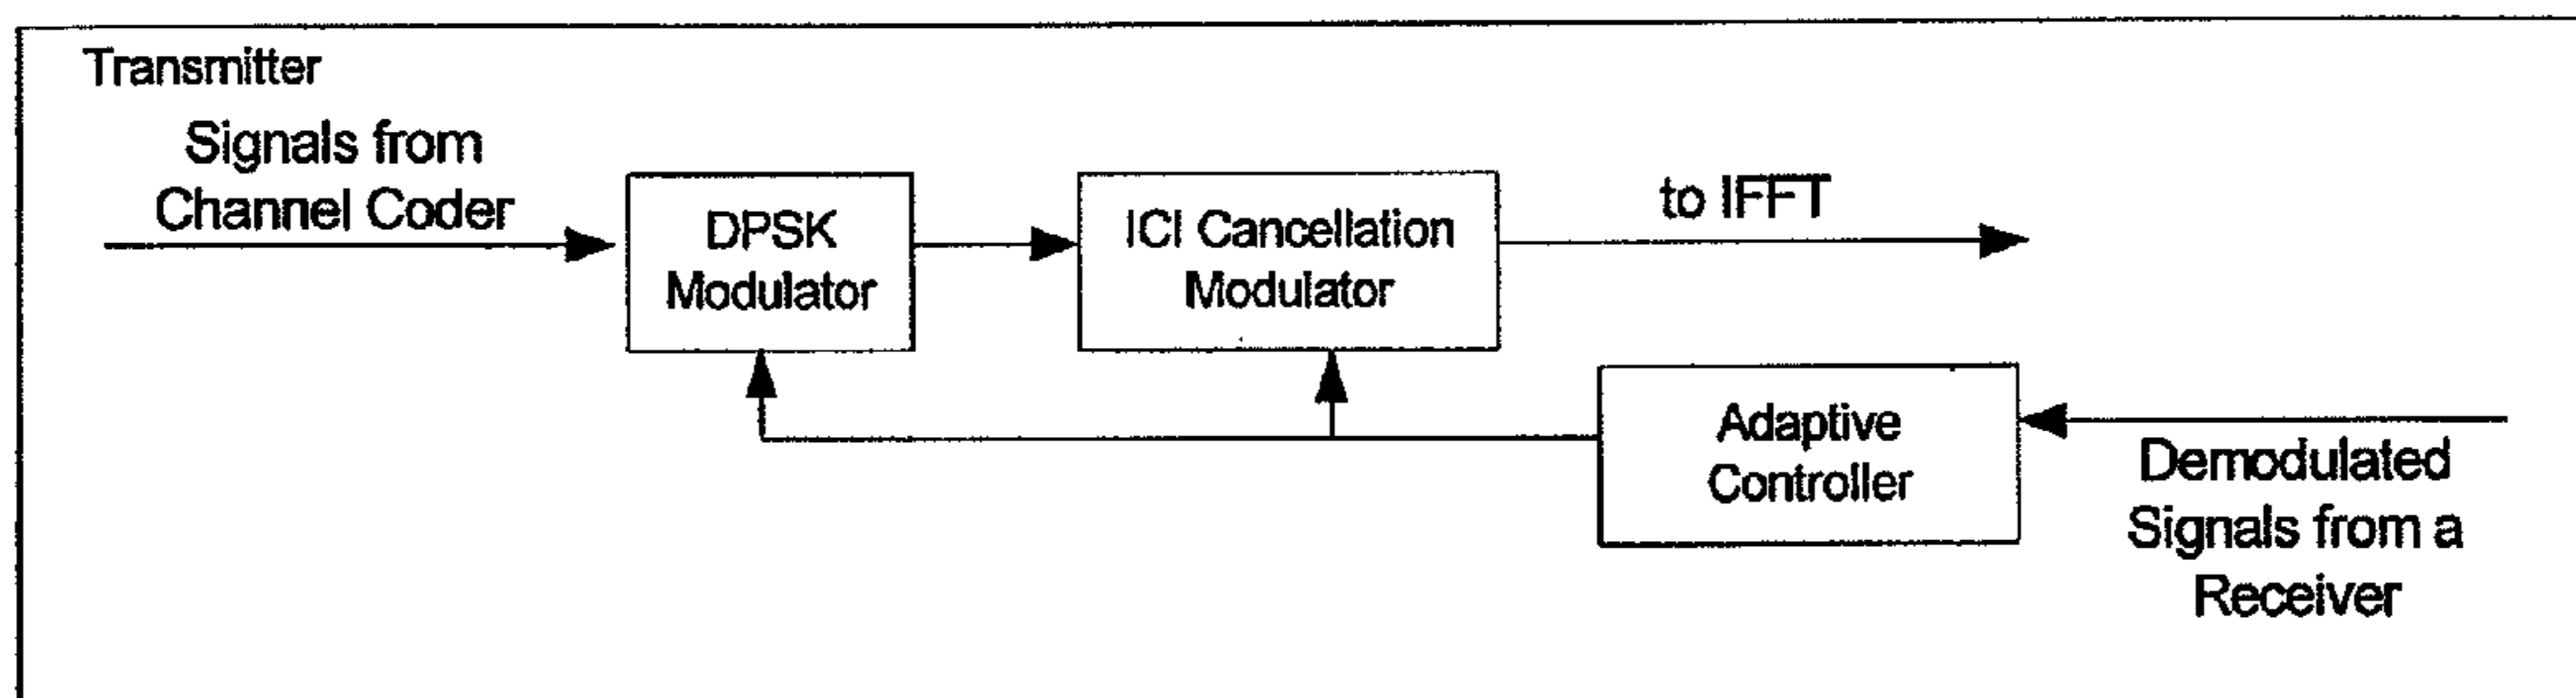 Transmitter
Signals from
Channel Coder
DPSK
Modulator
ICI Cancellation
Modulator
to IFFT
Adaptive
Controller
Demodulated
Signals from a
Receiver